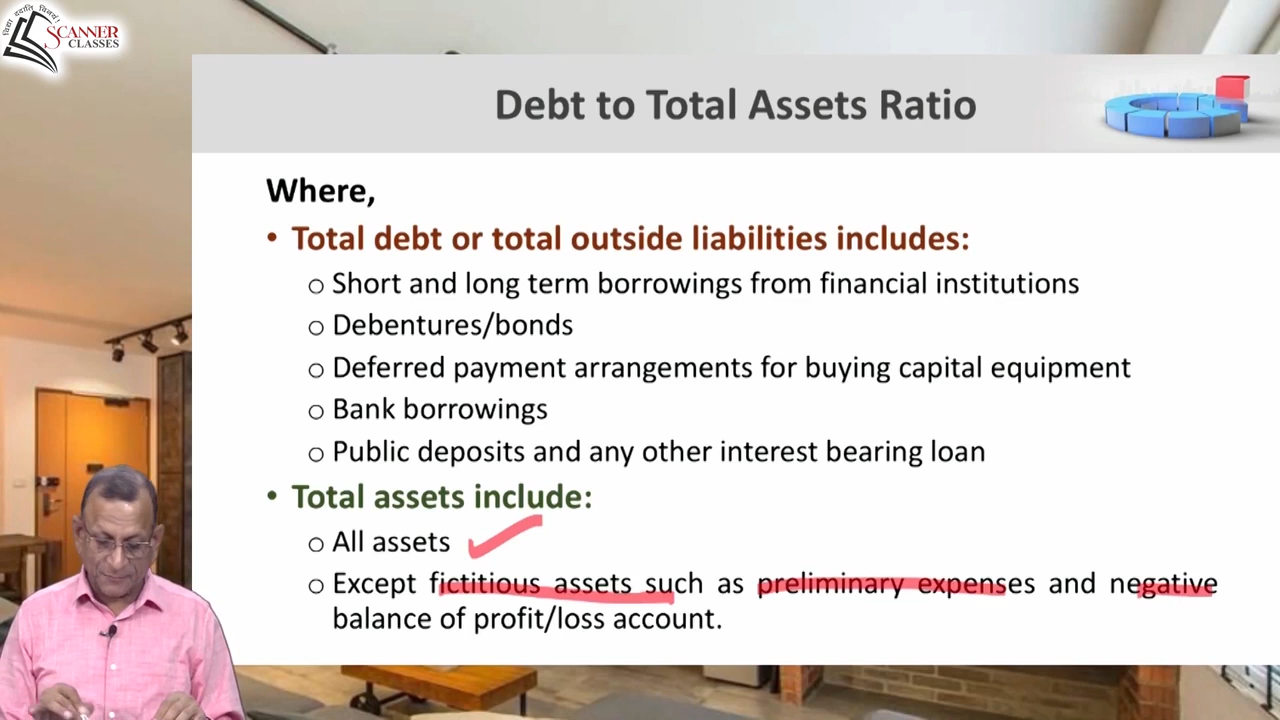 विद्या ददाति विनयं
SCANNER
CLASSES
Debt to Total Assets Ratio
Where,
• Total debt or total outside liabilities includes:
o Short and long term borrowings from financial institutions
o Debentures/bonds
o Deferred payment arrangements for buying capital equipment
o Bank borrowings
o Public deposits and any other interest bearing loan
• Total assets include:
o All assets
o Except fictitious assets such as preliminary expenses and negative
balance of profit/loss account.